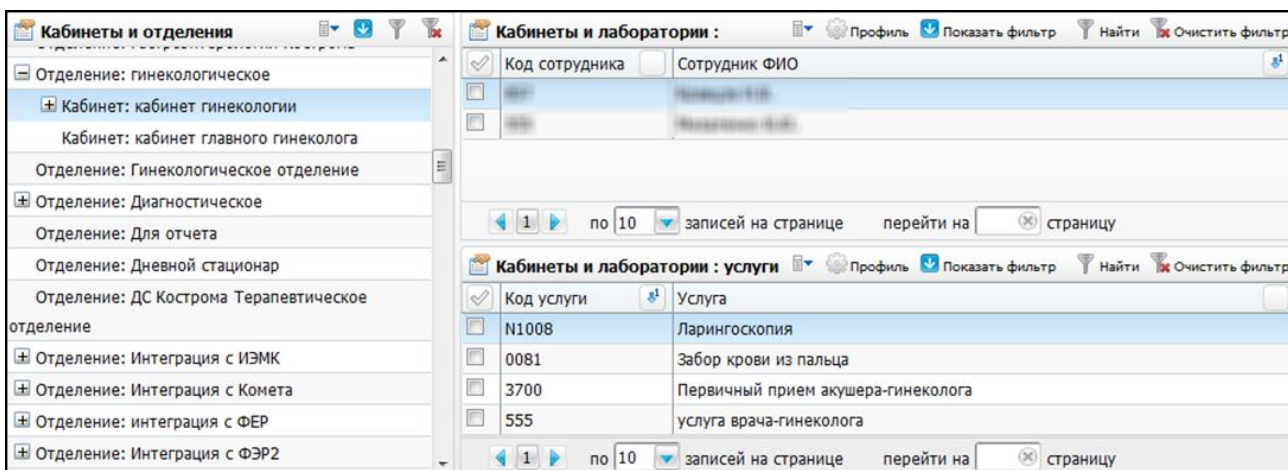 Кабинеты и отделения
Отделение: гинекологическое
Кабинет: кабинет гинекологии
Кабинет: кабинет главного гинеколога
Отделение: Гинекологическое отделение
Отделение: Диагностическое
Отделение: Для отчета
Отделение: Дневной стационар
Отделение: ДС Кострома Терапевтическое
отделение
Отделение: Интеграция с ИЭМК
Отделение: Интеграция с Комета
Отделение: интеграция с ФЕР
Отделение: Интеграция с ФЭР2
Кабинеты и лаборатории : Профиль Показать фильтр Найти Очистить фильтр
Код сотрудника Сотрудник ФИО 1
1 по 10 записей на странице перейти на страницу
Кабинеты и лаборатории : услуги Профиль Показать фильтр Найти Очистить фильтр
Код услуги 1 Услуга
N1008 Ларингоскопия
0081 Забор крови из пальца
3700 Первичный прием акушера-гинеколога
555 услуга врача-гинеколога
1 по 10 записей на странице перейти на страницу